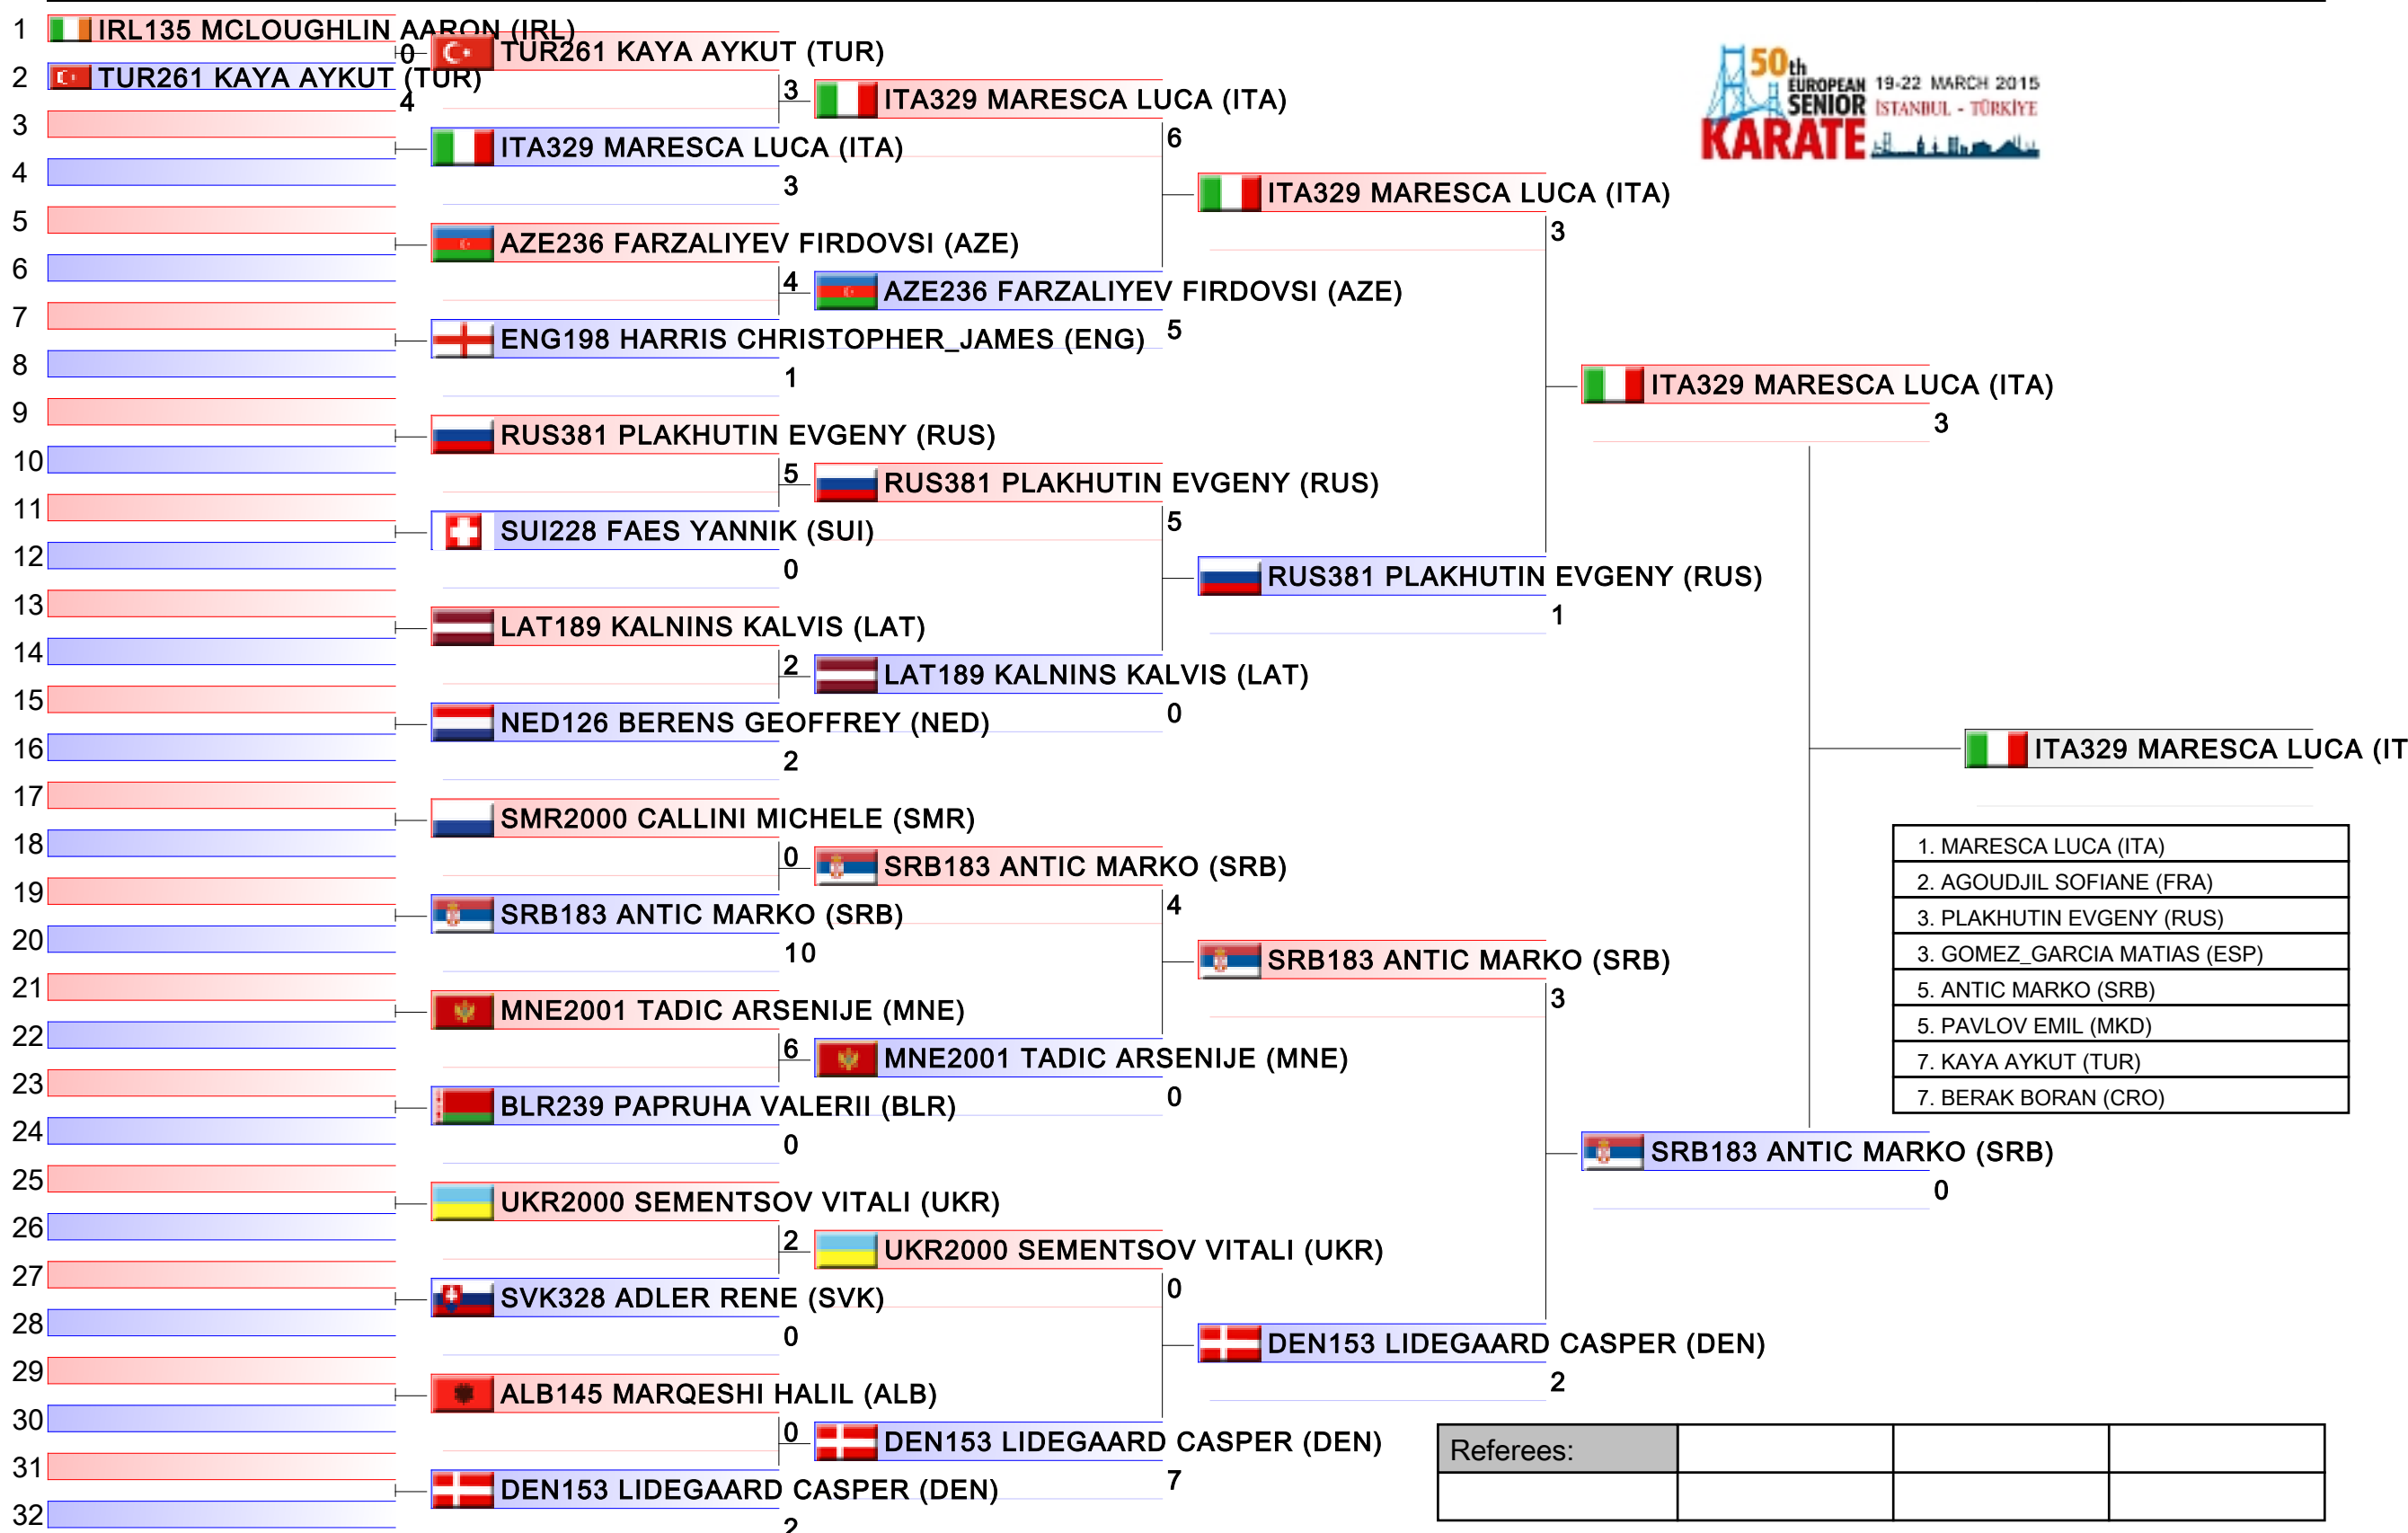 1 IRL135 MCLOUGHLIN AARON (IRL)
0
2 TUR261 KAYA AYKUT (TUR)
4
3
4
5
6
7
8
9
10
11
12
13
14
15
16
17
18
19
20
21
22
23
24
25
26
27
28
29
30
31
32
TUR261 KAYA AYKUT (TUR)
3
ITA329 MARESCA LUCA (ITA)
3
AZE236 FARZALIYEV FIRDOVSI (AZE)
4
ENG198 HARRIS CHRISTOPHER_JAMES (ENG)
1
RUS381 PLAKHUTIN EVGENY (RUS)
5
SUI228 FAES YANNIK (SUI)
0
LAT189 KALNINS KALVIS (LAT)
2
NED126 BERENS GEOFFREY (NED)
2
SMR2000 CALLINI MICHELE (SMR)
0
SRB183 ANTIC MARKO (SRB)
10
MNE2001 TADIC ARSENIJE (MNE)
6
BLR239 PAPRUHA VALERII (BLR)
0
UKR2000 SEMENTSOV VITALI (UKR)
2
SVK328 ADLER RENE (SVK)
0
ALB145 MARQESHI HALIL (ALB)
0
DEN153 LIDEGAARD CASPER (DEN)
2
ITA329 MARESCA LUCA (ITA)
6
AZE236 FARZALIYEV FIRDOVSI (AZE)
5
RUS381 PLAKHUTIN EVGENY (RUS)
5
LAT189 KALNINS KALVIS (LAT)
0
SRB183 ANTIC MARKO (SRB)
4
MNE2001 TADIC ARSENIJE (MNE)
0
UKR2000 SEMENTSOV VITALI (UKR)
0
DEN153 LIDEGAARD CASPER (DEN)
7
ITA329 MARESCA LUCA (ITA)
3
RUS381 PLAKHUTIN EVGENY (RUS)
1
SRB183 ANTIC MARKO (SRB)
3
DEN153 LIDEGAARD CASPER (DEN)
2
ITA329 MARESCA LUCA (ITA)
3
SRB183 ANTIC MARKO (SRB)
0
50th
EUROPEAN
SENIOR
KARATE
19-22 MARCH 2015
İSTANBUL - TÜRKİYE
ITA329 MARESCA LUCA (IT
1. MARESCA LUCA (ITA)
2. AGOUDJIL SOFIANE (FRA)
3. PLAKHUTIN EVGENY (RUS)
3. GOMEZ_GARCIA MATIAS (ESP)
5. ANTIC MARKO (SRB)
5. PAVLOV EMIL (MKD)
7. KAYA AYKUT (TUR)
7. BERAK BORAN (CRO)
Referees: